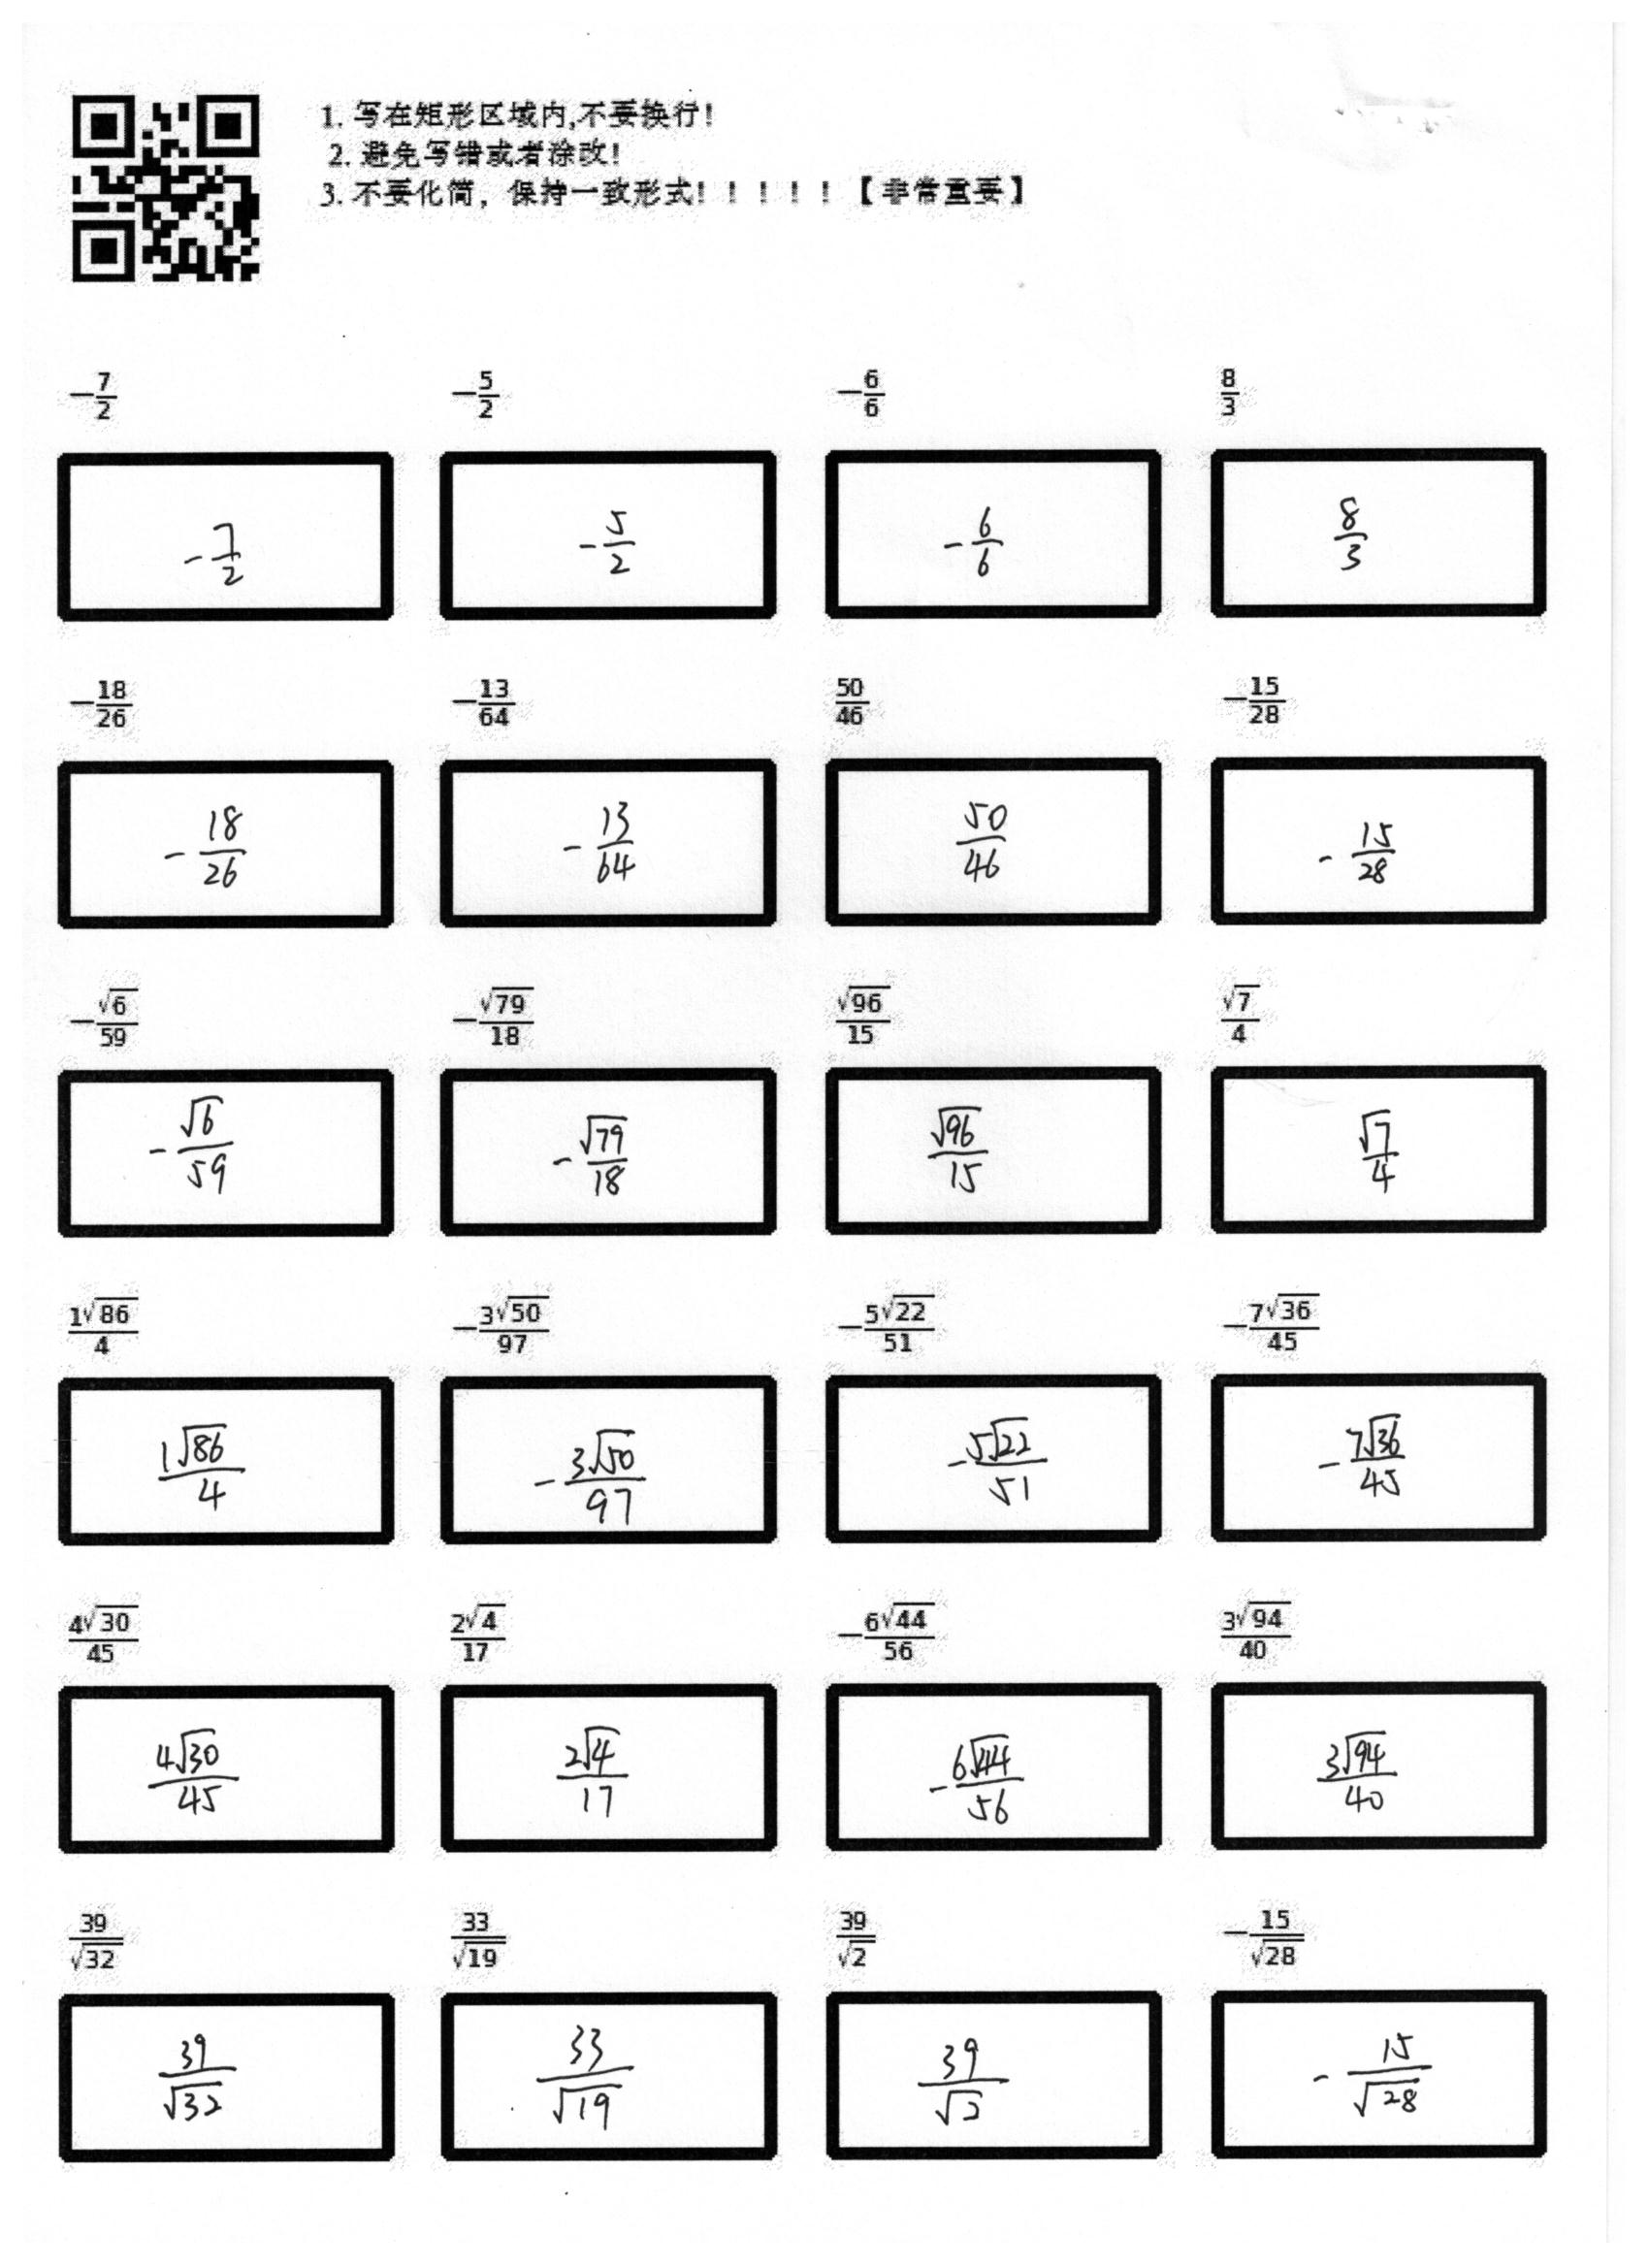 1. 写在矩形区域内,不要换行!
2. 避免写错或者涂改!
3. 不要化简，保持一致形式!！！！！【非常重要】
$-\frac{7}{2}$ $-\frac{5}{2}$ $-\frac{6}{6}$ $\frac{8}{3}$
$-\frac{7}{2}$ $-\frac{5}{2}$ $-\frac{6}{6}$ $\frac{8}{3}$
$-\frac{18}{26}$ $-\frac{13}{64}$ $\frac{50}{46}$ $-\frac{15}{28}$
$-\frac{18}{26}$ $-\frac{13}{64}$ $\frac{50}{46}$ $-\frac{15}{28}$
$-\frac{\sqrt{6}}{59}$ $-\frac{\sqrt{79}}{18}$ $\frac{\sqrt{96}}{15}$ $\frac{\sqrt{7}}{4}$
$-\frac{\sqrt{6}}{59}$ $-\frac{\sqrt{79}}{18}$ $\frac{\sqrt{96}}{15}$ $\frac{\sqrt{7}}{4}$
$\frac{1\sqrt{86}}{4}$ $-\frac{3\sqrt{50}}{97}$ $-\frac{5\sqrt{22}}{51}$ $-\frac{7\sqrt{36}}{45}$
$\frac{1\sqrt{86}}{4}$ $-\frac{3\sqrt{50}}{97}$ $-\frac{5\sqrt{22}}{51}$ $-\frac{7\sqrt{36}}{45}$
$\frac{4\sqrt{30}}{45}$ $\frac{2\sqrt{4}}{17}$ $-\frac{6\sqrt{44}}{56}$ $\frac{3\sqrt{94}}{40}$
$\frac{4\sqrt{30}}{45}$ $\frac{2\sqrt{4}}{17}$ $-\frac{6\sqrt{44}}{56}$ $\frac{3\sqrt{94}}{40}$
$\frac{39}{\sqrt{32}}$ $\frac{33}{\sqrt{19}}$ $\frac{39}{\sqrt{2}}$ $-\frac{15}{\sqrt{28}}$
$\frac{39}{\sqrt{32}}$ $\frac{33}{\sqrt{19}}$ $\frac{39}{\sqrt{2}}$ $-\frac{15}{\sqrt{28}}$